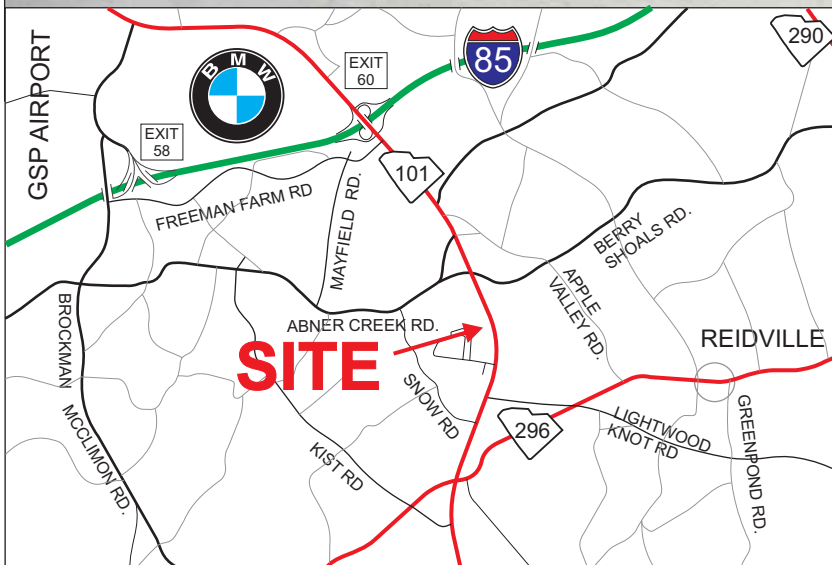 290
85
BMW
EXIT
60
GSP AIRPORT
EXIT
58
101
FREEMAN FARM RD
MAYFIELD RD.
BERRY
SHOALS RD.
APPLE
VALLEY RD.
BROCKMAN
MCCLIMON RD.
ABNER CREEK RD.
REIDVILLE
SITE
SNOW RD
296
LIGHTWOOD
KNOT RD
GREENPOND RD.
KIST RD